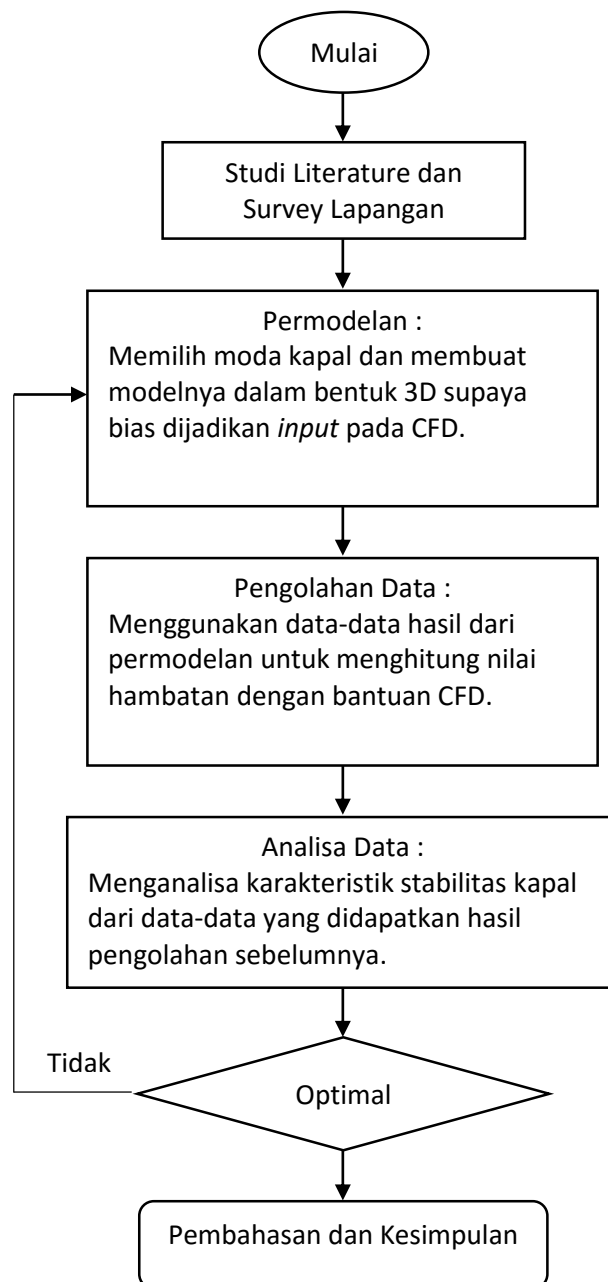 Mulai
Studi Literature dan
Survey Lapangan
Permodelan :
Memilih moda kapal dan membuat
modelnya dalam bentuk 3D supaya
bias dijadikan input pada CFD.
Pengolahan Data :
Menggunakan data-data hasil dari
permodelan untuk menghitung nilai
hambatan dengan bantuan CFD.
Analisa Data :
Menganalisa karakteristik stabilitas kapal
dari data-data yang didapatkan hasil
pengolahan sebelumnya.
Tidak
Optimal
Pembahasan dan Kesimpulan